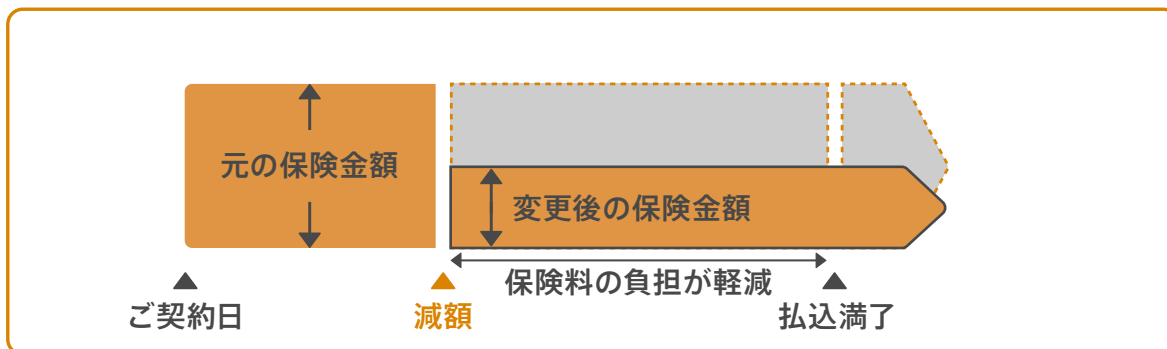 元の保険金額
変更後の保険金額
保険料の負担が軽減
ご契約日
減額
払込満了